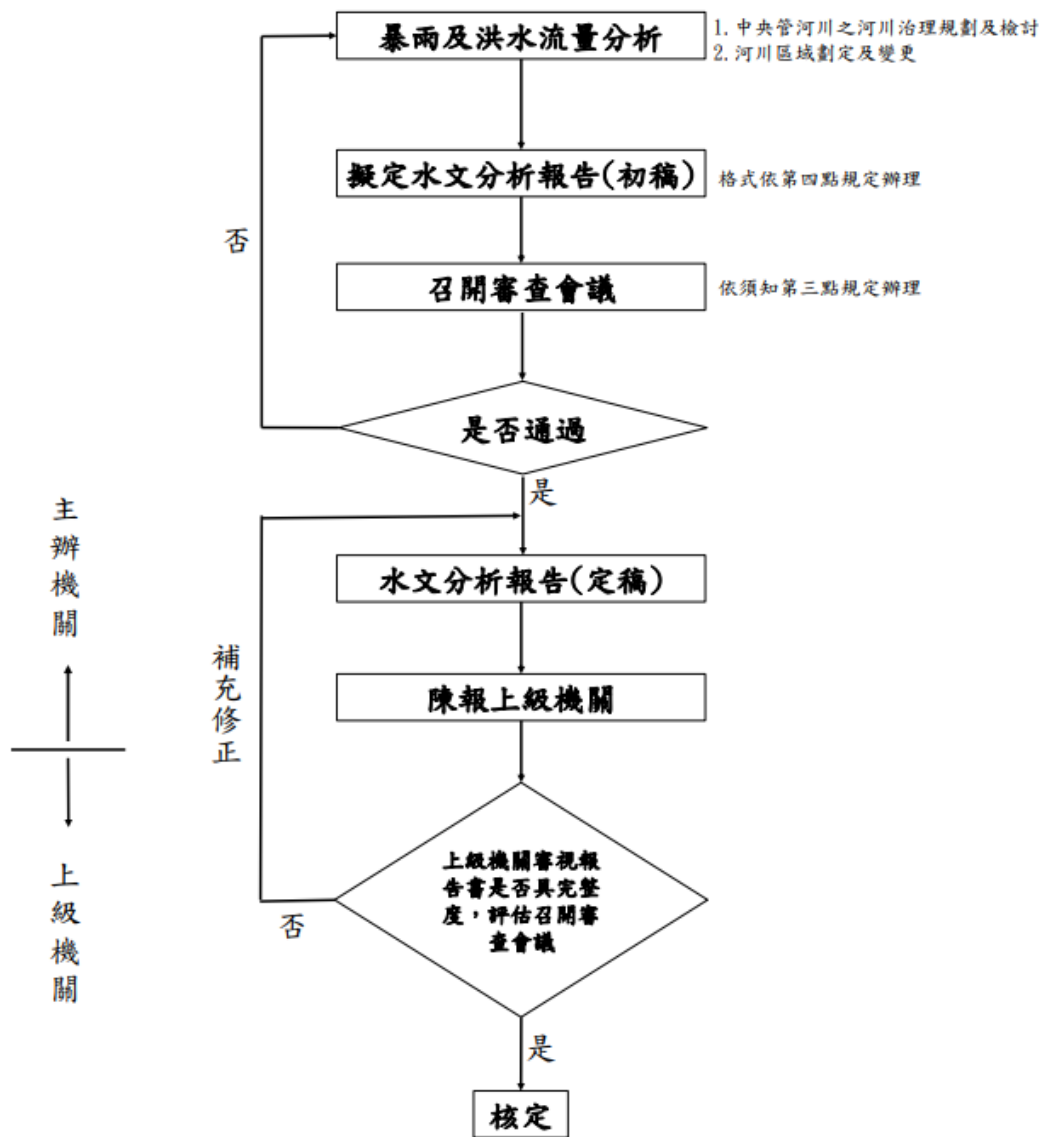 暴雨及洪水流量分析
1.中央管河川之河川治理規劃及檢討
2.河川區域劃定及變更
擬定水文分析報告(初稿)
格式依第四點規定辦理
否
召開審查會議
依須知第三點規定辦理
是否通過
是
主辦機關
水文分析報告(定稿)
補充修正
陳報上級機關
上級機關審視報
告書是否具完整
度，評估召開審
查會議
上級機關
否
是
核定